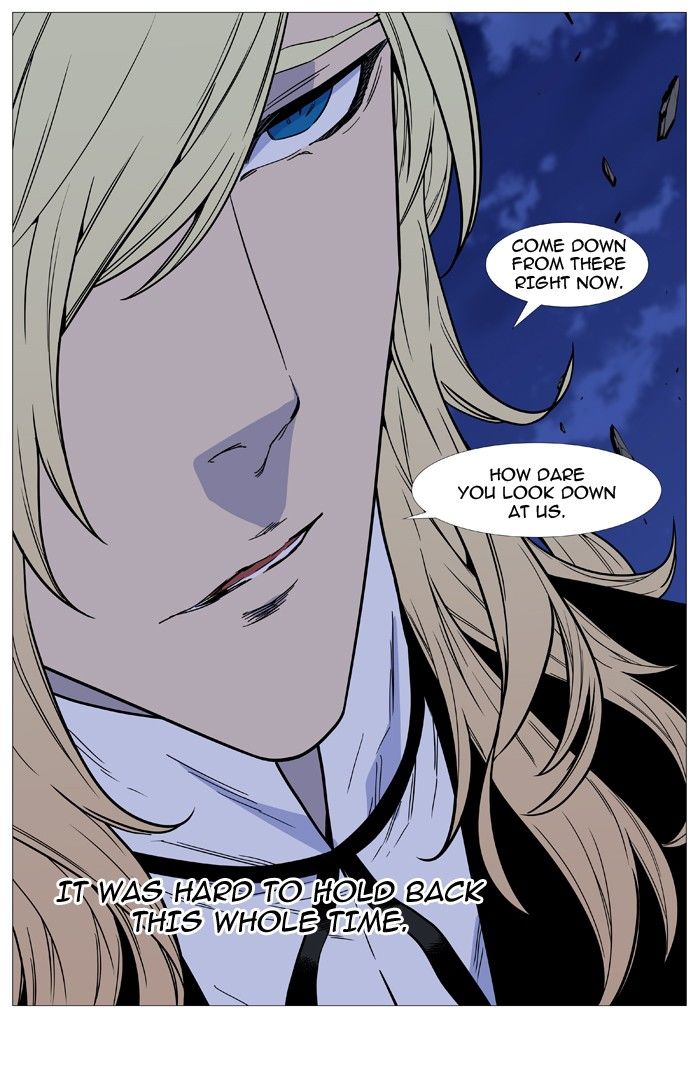 COME DOWN
FROM THERE
RIGHT NOW.
HOW DARE
YOU LOOK DOWN
AT US.
IT WAS HARD TO HOLD BACK
THIS WHOLE TIME.